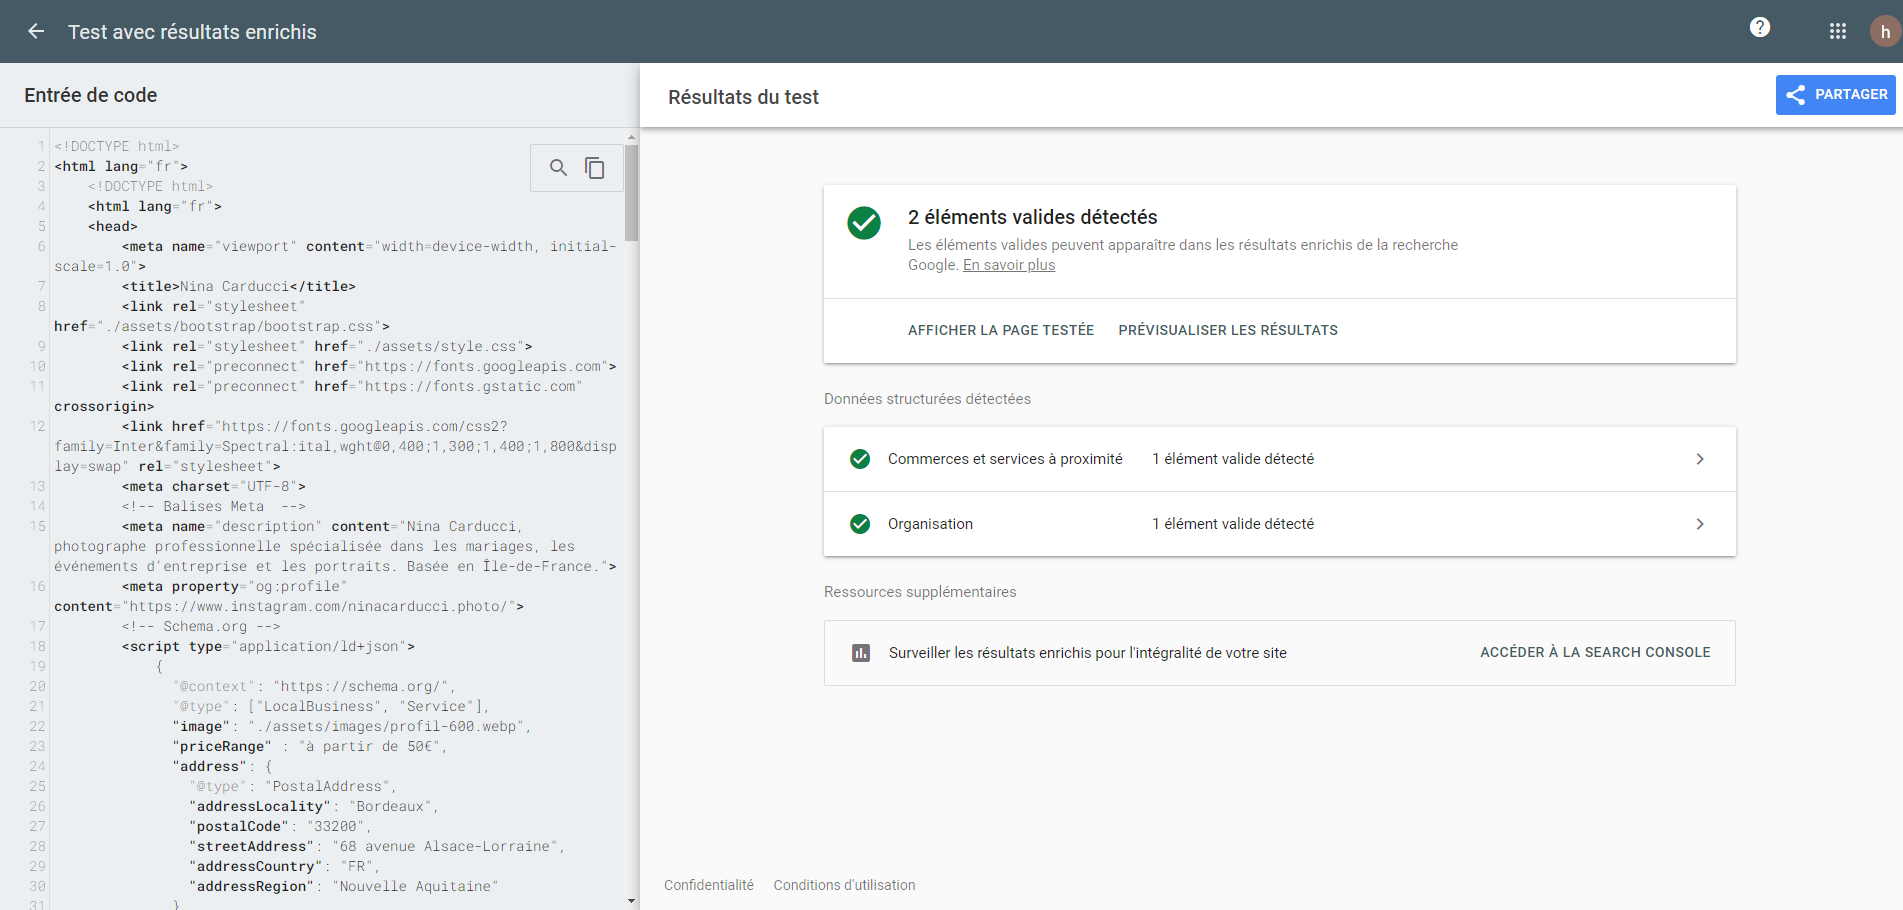 Test avec résultats enrichis
?
h
Entrée de code
1 <!DOCTYPE html>
2 <html lang="fr">
3 <!DOCTYPE html>
4 <html lang="fr">
5 <head>
6 <meta name="viewport" content="width=device-width, initial-
scale=1.0">
7 <title>Nina Carducci</title>
8 <link rel="stylesheet"
href="./assets/bootstrap/bootstrap.css">
9 <link rel="stylesheet" href="./assets/style.css">
10 <link rel="preconnect" href="https://fonts.googleapis.com">
11 <link rel="preconnect" href="https://fonts.gstatic.com"
crossorigin>
12 <link href="https://fonts.googleapis.com/css2?
family=Inter&family=Spectral:ital,wght@0,400;1,300;1,400;1,800&disp
lay=swap" rel="stylesheet">
13 <meta charset="UTF-8">
14 <!-- Balises Meta  -->
15 <meta name="description" content="Nina Carducci,
photographe professionnelle spécialisée dans les mariages, les
événements d'entreprise et les portraits. Basée en Île-de-France.">
16 <meta property="og:profile"
content="https://www.instagram.com/ninacarducci.photo/">
17 <!-- Schema.org -->
18 <script type="application/ld+json">
19 {
20 "@context": "https://schema.org/",
21 "@type": ["LocalBusiness", "Service"],
22 "image": "./assets/images/profil-600.webp",
23 "priceRange" : "à partir de 50€",
24 "address": {
25 "@type": "PostalAddress",
26 "addressLocality": "Bordeaux",
27 "postalCode": "33200",
28 "streetAddress": "68 avenue Alsace-Lorraine",
29 "addressCountry": "FR",
30 "addressRegion": "Nouvelle Aquitaine"
31 }
Résultats du test
PARTAGER
2 éléments valides détectés
Les éléments valides peuvent apparaître dans les résultats enrichis de la recherche
Google. En savoir plus
AFFICHER LA PAGE TESTÉE PRÉVISUALISER LES RÉSULTATS
Données structurées détectées
Commerces et services à proximité 1 élément valide détecté
Organisation 1 élément valide détecté
Ressources supplémentaires
Surveiller les résultats enrichis pour l'intégralité de votre site ACCÉDER À LA SEARCH CONSOLE
Confidentialité Conditions d'utilisation